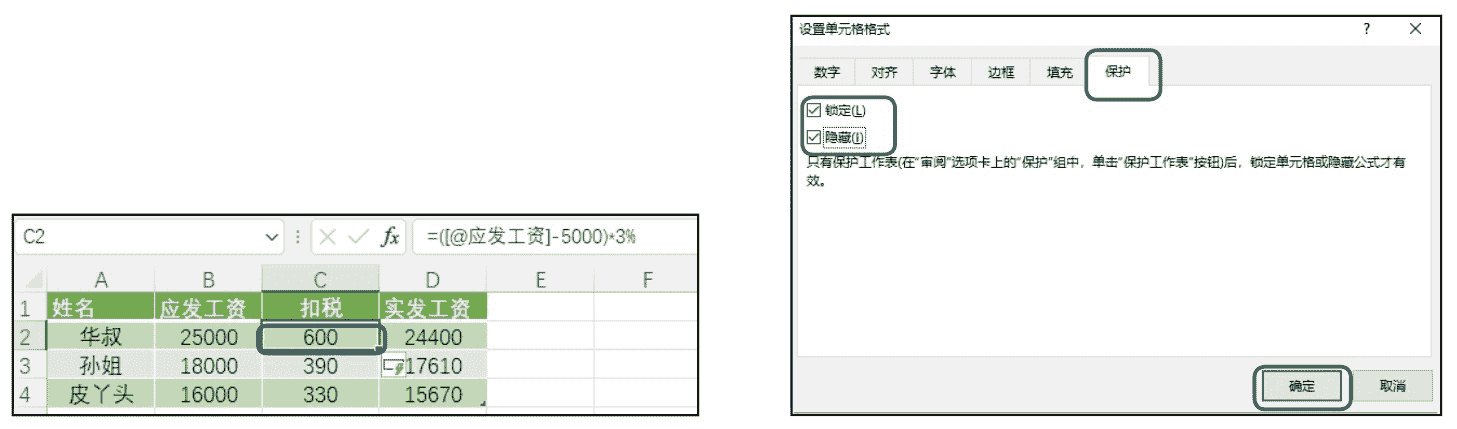 C2 fx =([@应发工资]-5000)*3%
A B C D E F
1 姓名 应发工资 扣税 实发工资
2 华叔 25000 600 24400
3 孙姐 18000 390 17610
4 皮丫头 16000 330 15670
设置单元格格式 ? ×
数字 对齐 字体 边框 填充 保护
锁定(L)
隐藏(I)
只有保护工作表(在"审阅"选项卡上的"保护"组中，单击"保护工作表"按钮)后，锁定单元格或隐藏公式才有
效。
确定 取消